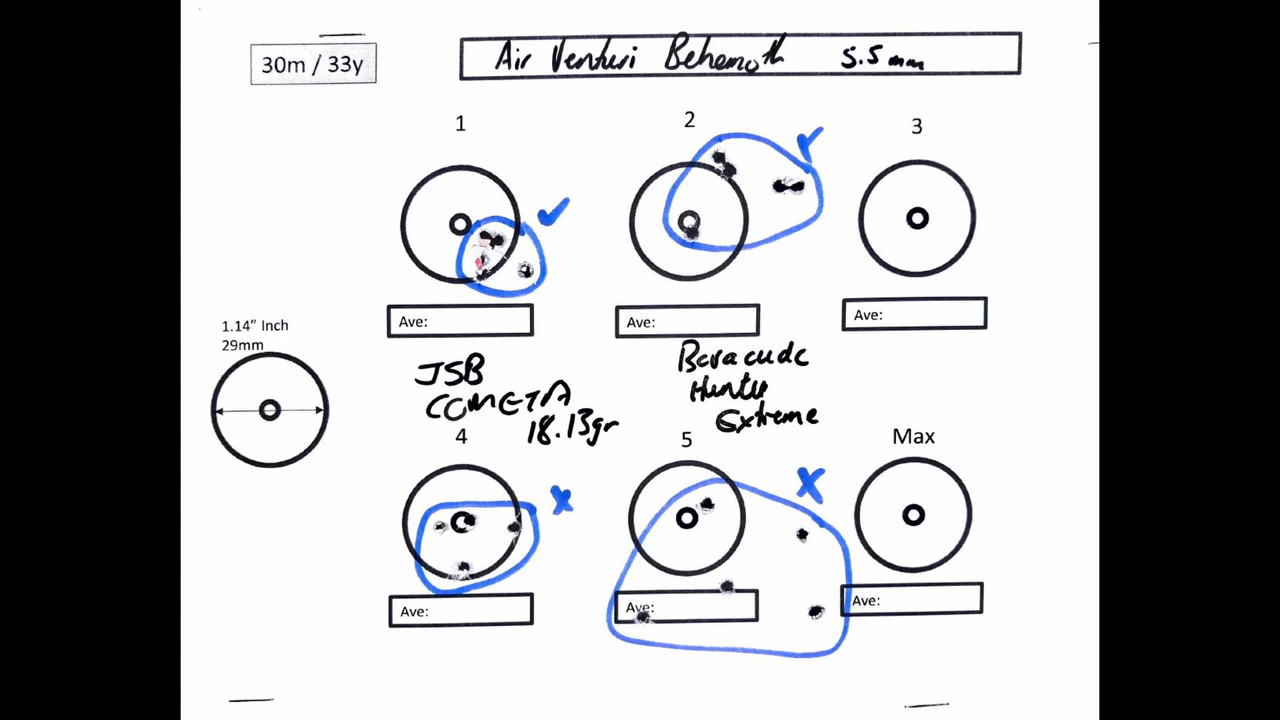 30m / 33y
Air Venturi Behemoth 5.5mm
1
2
3
Ave:
Ave:
Ave:
1.14” Inch
29mm
JSB
COMETA
18.13gr
Baracuda
Hunter
Extreme
4
5
Max
Ave:
Ave:
Ave: